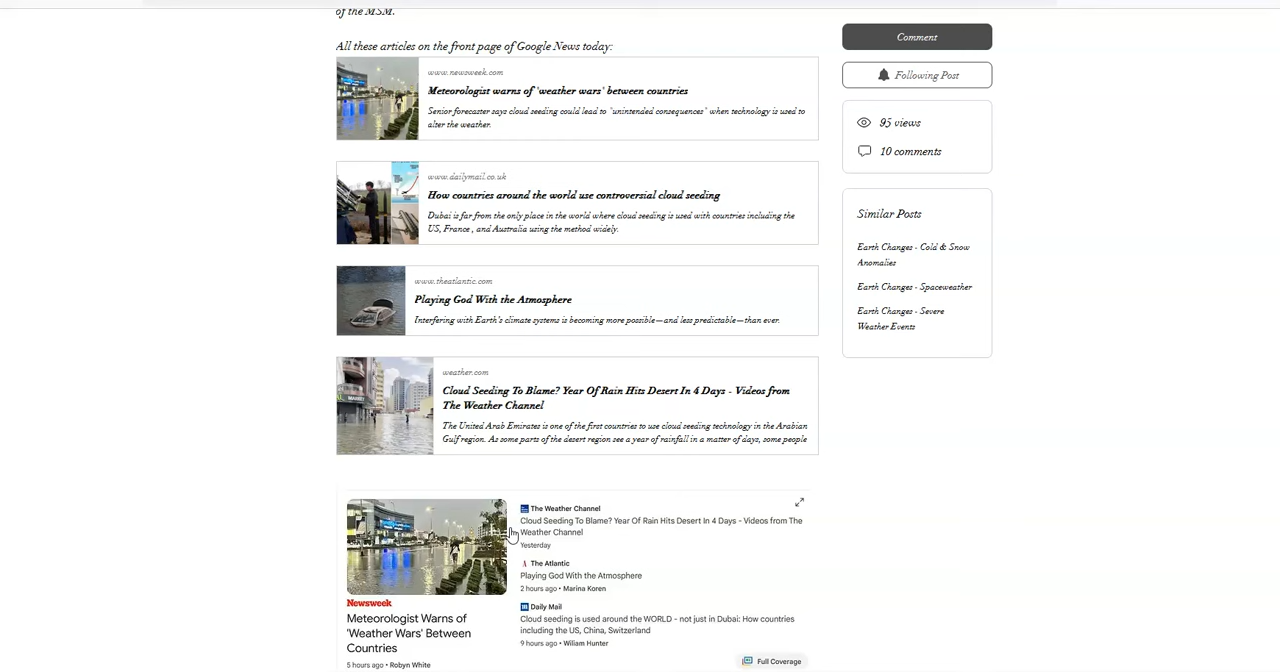 of the MSM.
All these articles on the front page of Google News today:
www.newsweek.com
Meteorologist warns of 'weather wars' between countries
Senior forecaster says cloud seeding could lead to "unintended consequences" when technology is used to
alter the weather.
www.dailymail.co.uk
How countries around the world use controversial cloud seeding
Dubai is far from the only place in the world where cloud seeding is used with countries including the
US, France , and Australia using the method widely.
www.theatlantic.com
Playing God With the Atmosphere
Interfering with Earth's climate systems is becoming more possible—and less predictable—than ever.
weather.com
Cloud Seeding To Blame? Year Of Rain Hits Desert In 4 Days - Videos from
The Weather Channel
The United Arab Emirates is one of the first countries to use cloud seeding technology in the Arabian
Gulf region. As some parts of the desert region see a year of rainfall in a matter of days, some people
The Weather Channel
Cloud Seeding To Blame? Year Of Rain Hits Desert In 4 Days - Videos from The
Weather Channel
Yesterday
The Atlantic
Playing God With the Atmosphere
2 hours ago • Marina Koren
Daily Mail
Cloud seeding is used around the WORLD - not just in Dubai: How countries
including the US, China, Switzerland
9 hours ago • Wiliam Hunter
Newsweek
Meteorologist Warns of
'Weather Wars' Between
Countries
5 hours ago • Robyn White
Full Coverage
Comment
Following Post
95 views
10 comments
Similar Posts
Earth Changes - Cold & Snow
Anomalies
Earth Changes - Spaceweather
Earth Changes - Severe
Weather Events